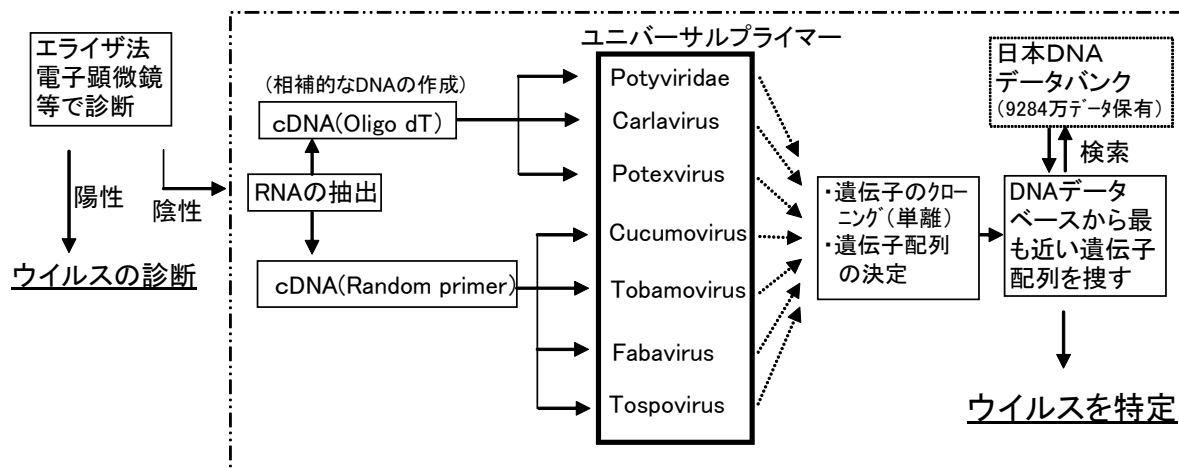 エライザ法
電子顕微鏡
等で診断
陽性
陰性
ウイルスの診断
(相補的なDNAの作成)
cDNA(Oligo dT)
RNAの抽出
cDNA(Random primer)
ユニバーサルプライマー
Potyviridae
Carlavirus
Potexvirus
Cucumovirus
Tobamovirus
Fabavirus
Tospovirus
・遺伝子のｸﾛｰ
ﾆﾝｸﾞ(単離)
・遺伝子配列
の決定
日本DNA
データバンク
(9284万ﾃﾞｰﾀ保有)
検索
DNAデータ
ベースから最
も近い遺伝子
配列を捜す
ウイルスを特定